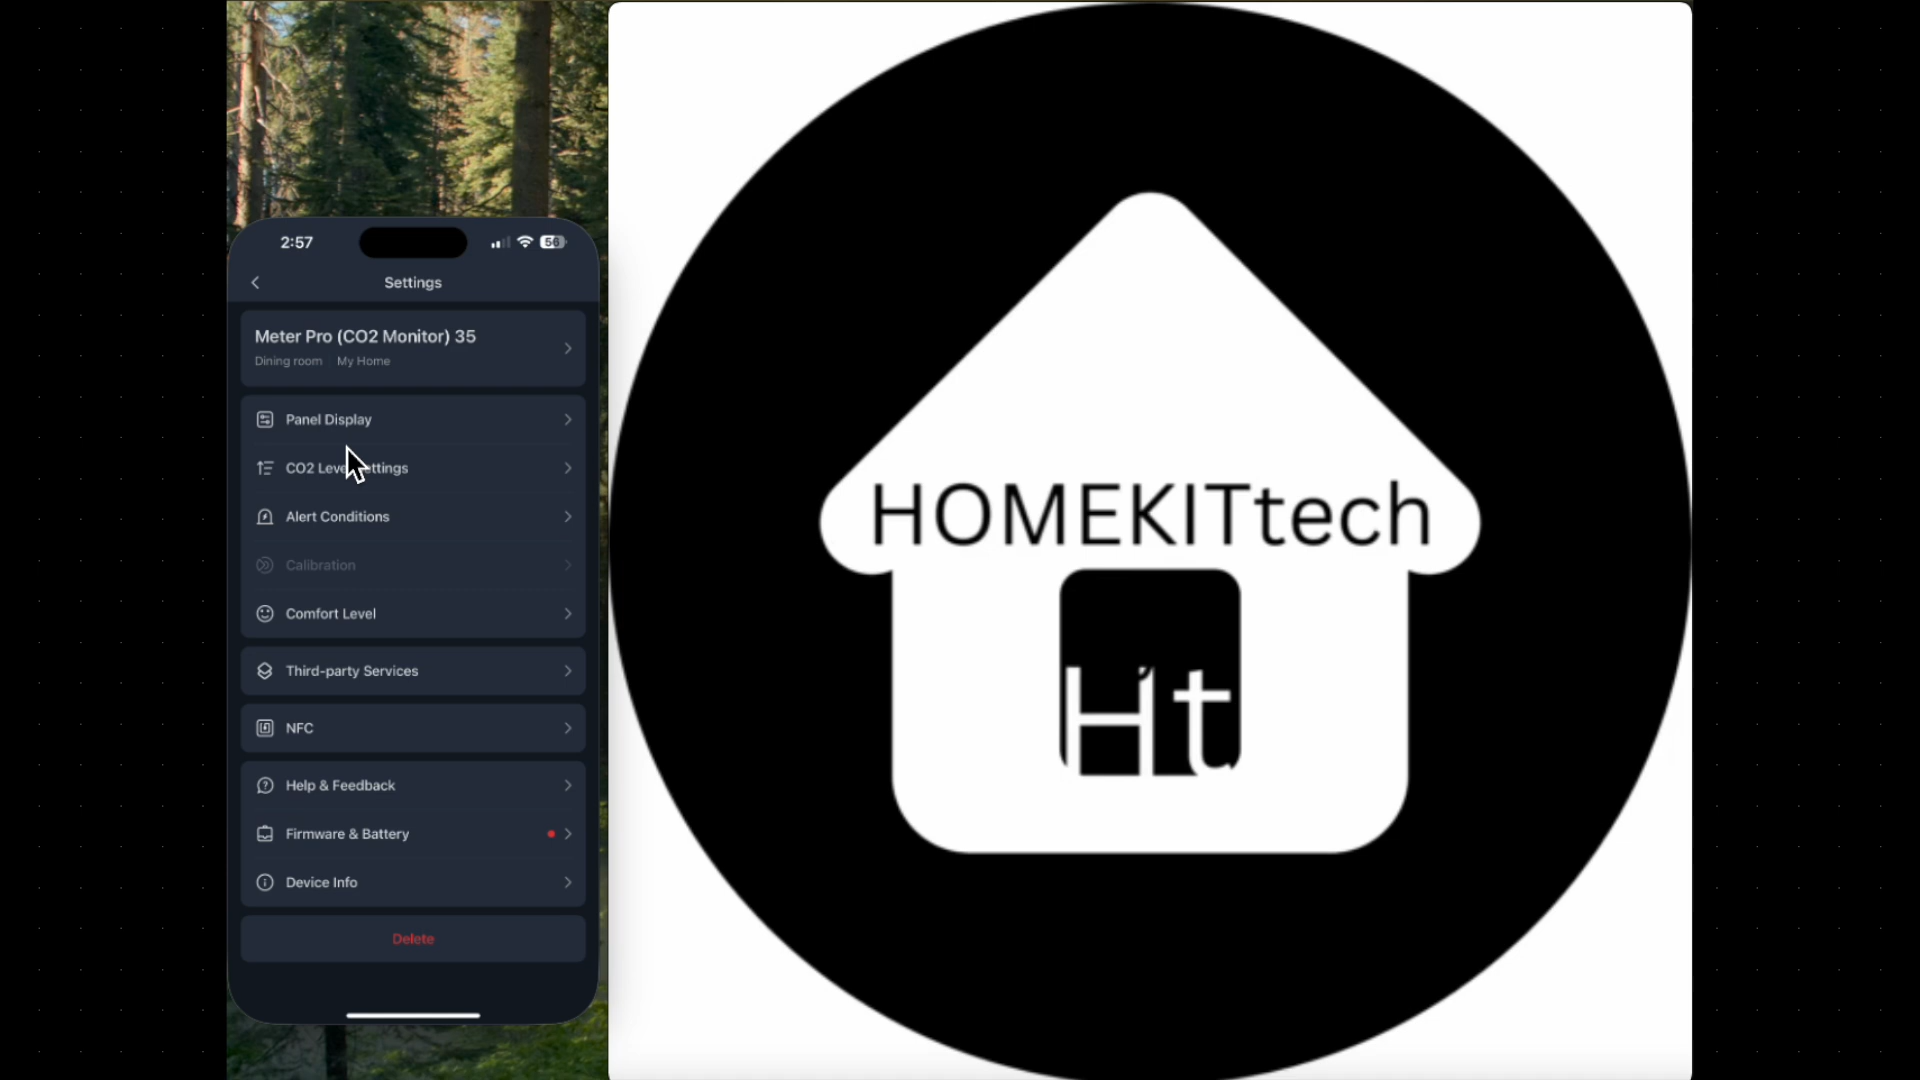 2:57
56
Settings
Meter Pro (CO2 Monitor) 35
Dining room My Home
Panel Display
CO2 Level Settings
Alert Conditions
Calibration
Comfort Level
Third-party Services
NFC
Help & Feedback
Firmware & Battery
Device Info
Delete
HOMEKITtech
Ht